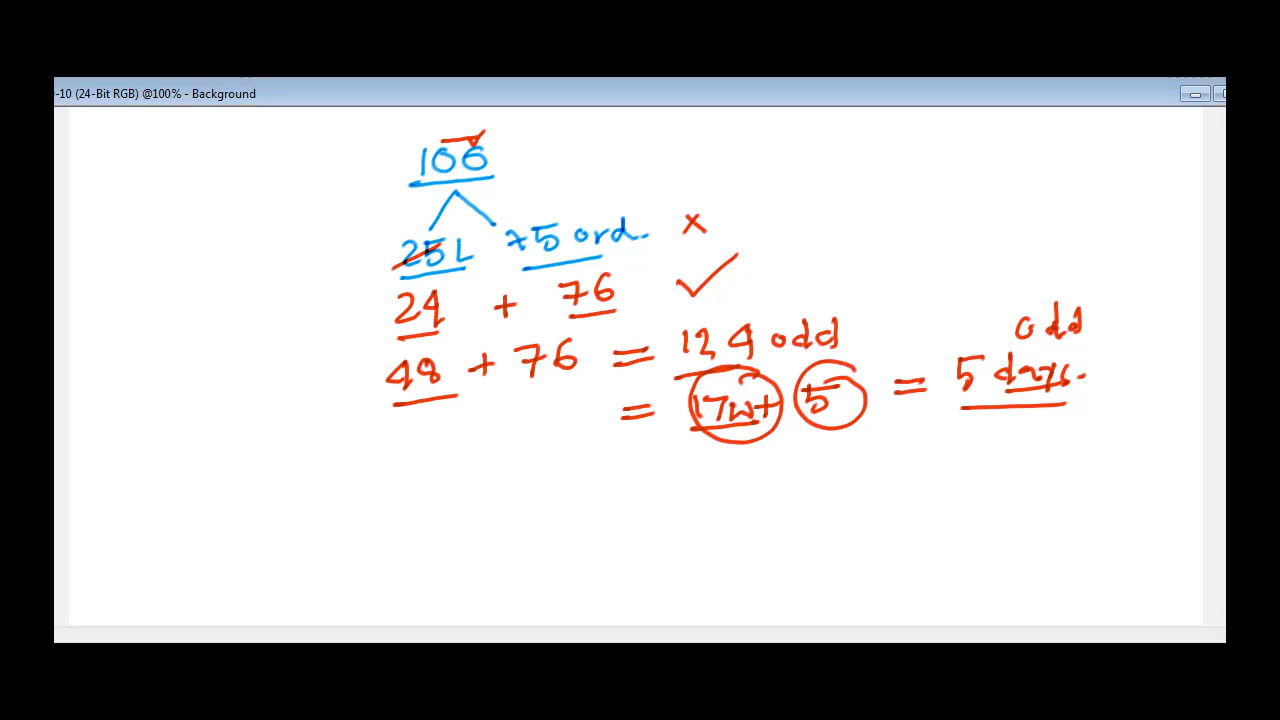 -10 (24-Bit RGB) @100% - Background
100
25L 75 ord. ×
24 + 76 ✓
48 + 76 = 124 odd
= 17w + 5 = 5 odd days.